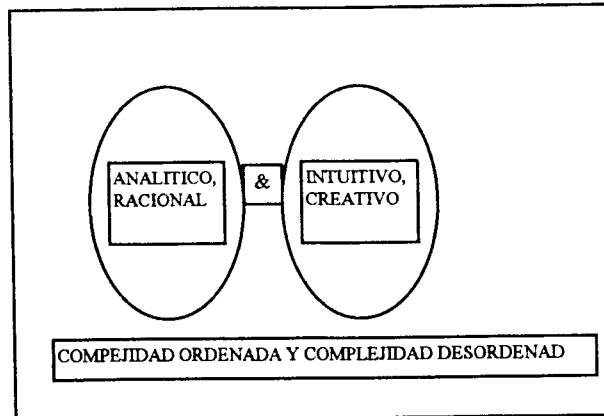 ANALITICO,
RACIONAL
&
INTUITIVO,
CREATIVO
COMPEJIDAD ORDENADA Y COMPLEJIDAD DESORDENAD